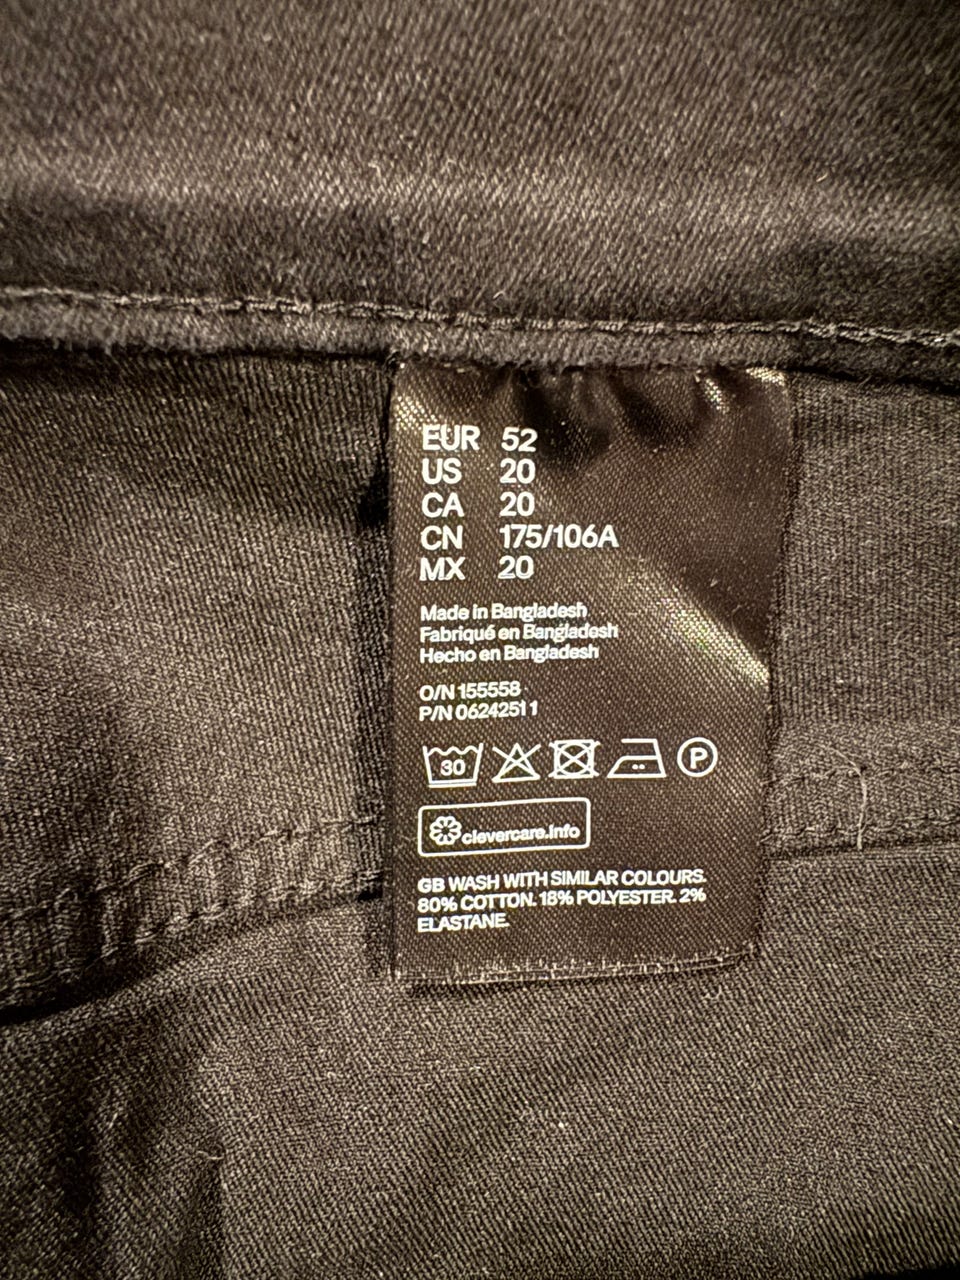 EUR 52
US 20
CA 20
CN 175/106A
MX 20
Made in Bangladesh
Fabriqué en Bangladesh
Hecho en Bangladesh
O/N 155558
P/N 06242511
30 P
clevercare.info
GB WASH WITH SIMILAR COLOURS.
80% COTTON. 18% POLYESTER. 2%
ELASTANE.